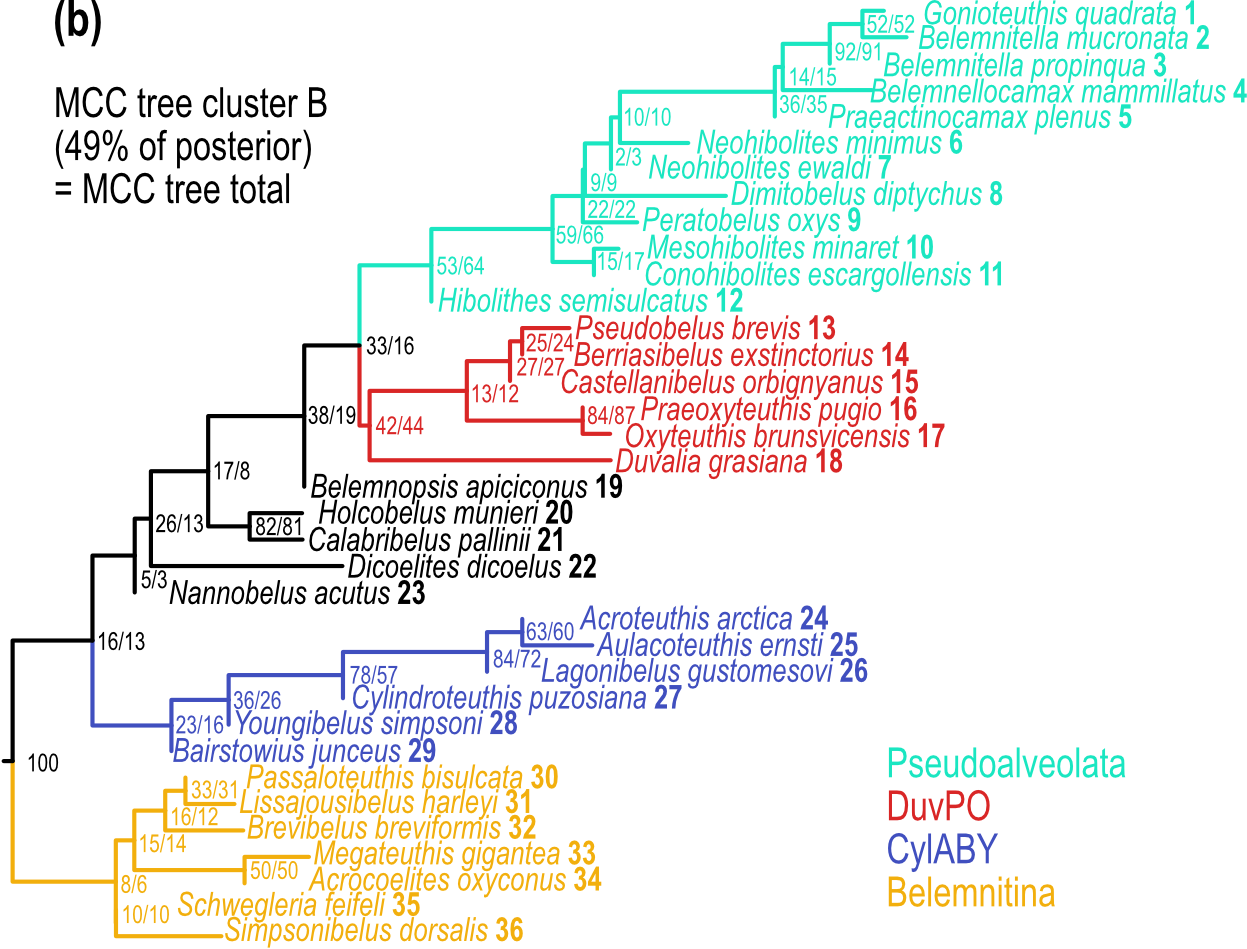 (b)
MCC tree cluster B
(49% of posterior)
= MCC tree total
Gonioteuthis quadrata 1
52/52
Belemnitella mucronata 2
92/91
Belemnitella propinqua 3
14/15
Belemnellocamax mammillatus 4
36/35
Praeactinocamax plenus 5
10/10
Neohibolites minimus 6
2/3
Neohibolites ewaldi 7
9/9
Dimitobelus diptychus 8
22/22
Peratobelus oxys 9
59/66
Mesohibolites minaret 10
15/17
Conohibolites escargollensis 11
53/64
Hibolithes semisulcatus 12
Pseudobelus brevis 13
25/24
33/16
Berriasibelus exstinctorius 14
27/27
Castellanibelus orbignyanus 15
13/12
Praeoxyteuthis pugio 16
84/87
38/19
42/44
Oxyteuthis brunsvicensis 17
Duvalia grasiana 18
17/8
Belemnopsis apiciconus 19
Holcobelus munieri 20
26/13
82/81
Calabribelus pallinii 21
Dicoelites dicoelus 22
5/3
Nannobelus acutus 23
Acroteuthis arctica 24
63/60
16/13
Aulacoteuthis ernsti 25
84/72
Lagonibelus gustomesovi 26
78/57
Cylindroteuthis puzosiana 27
36/26
23/16
Youngibelus simpsoni 28
Bairstowius junceus 29
100
Passaloteuthis bisulcata 30
33/31
Lissajousibelus harleyi 31
16/12
Brevibelus breviformis 32
15/14
Megateuthis gigantea 33
50/50
Acrocoelites oxyconus 34
8/6
Schwegleria feifeli 35
10/10
Simpsonibelus dorsalis 36
Pseudoalveolata
DuvPO
CylABY
Belemnitina